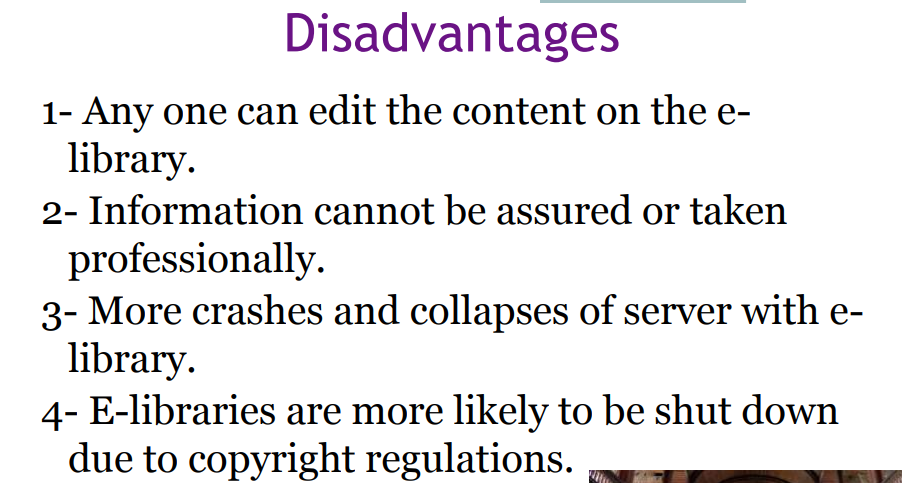 Disadvantages
1- Any one can edit the content on the e-
library.
2- Information cannot be assured or taken
professionally.
3- More crashes and collapses of server with e-
library.
4- E-libraries are more likely to be shut down
due to copyright regulations.